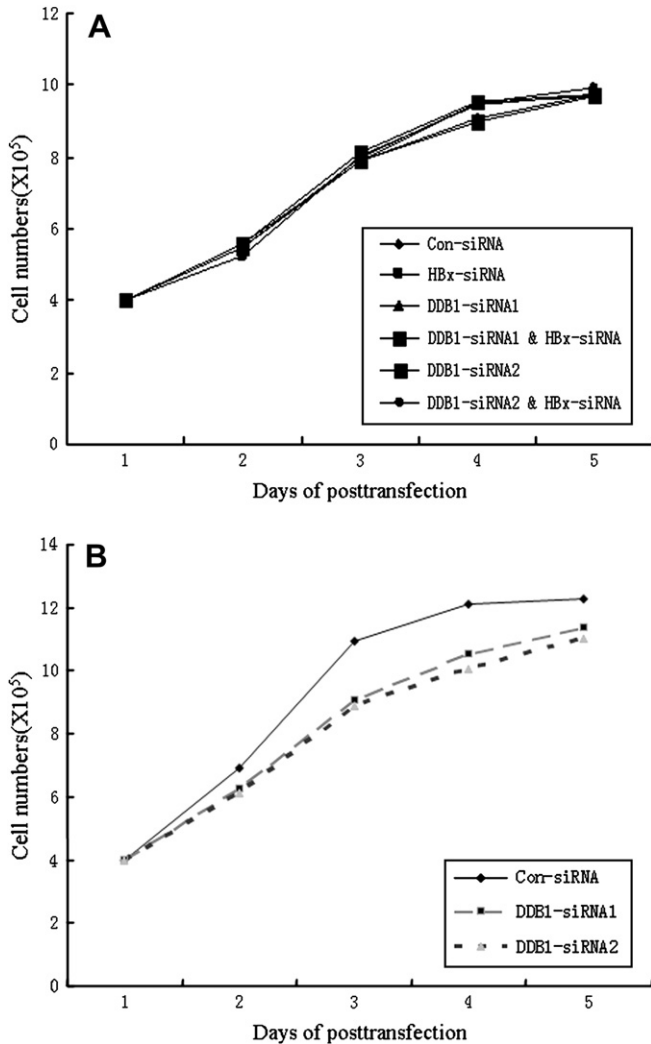 A
12
10
8
6
4
2
0
Cell numbers(X10⁵)
Con-siRNA
HBx-siRNA
DDB1-siRNA1
DDB1-siRNA1 & HBx-siRNA
DDB1-siRNA2
DDB1-siRNA2 & HBx-siRNA
1 2 3 4 5
Days of posttransfection
B
14
12
10
8
6
4
2
0
Cell numbers(X10⁵)
Con-siRNA
DDB1-siRNA1
DDB1-siRNA2
1 2 3 4 5
Days of posttransfection